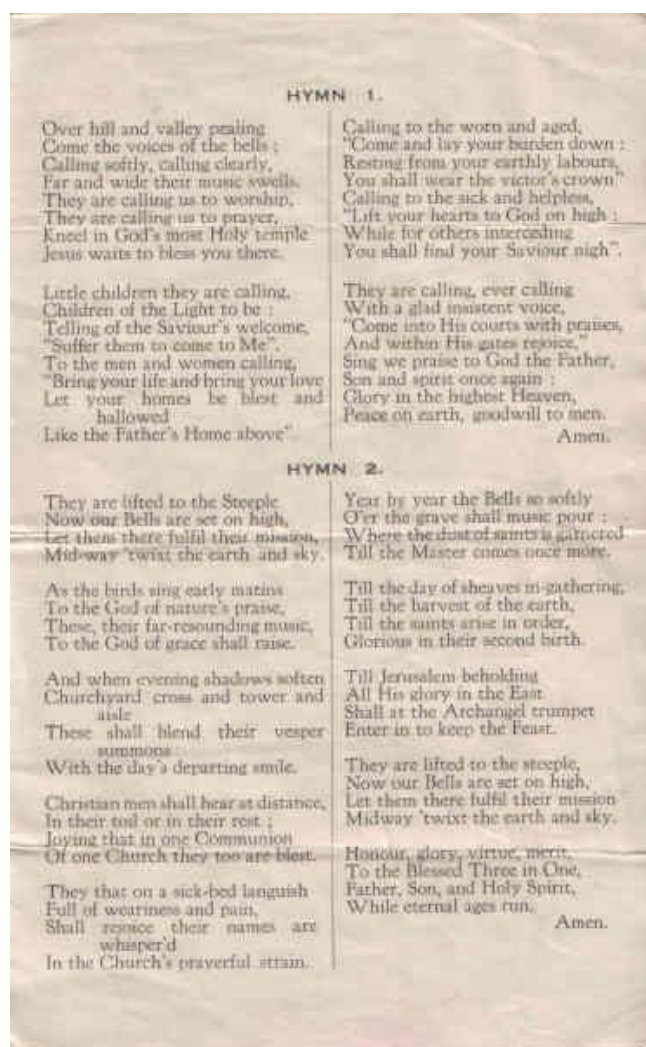 HYMN 1.
Over hill and valley pealing
Come the voices of the bells :
Calling softly, calling clearly,
Far and wide their music swells.
They are calling us to worship,
They are calling us to prayer,
Kneel in God's most Holy temple
Jesus waits to bless you there.
Little children they are calling,
Children of the Light to be :
Telling of the Saviour's welcome,
"Suffer them to come to Me".
To the men and women calling,
"Bring your life and bring your love
Let your homes be blest and
hallowed
Like the Father's Home above".
Calling to the worn and aged,
"Come and lay your burden down :
Resting from your earthly labours,
You shall wear the victor's crown"
Calling to the sick and helpless,
"Lift your hearts to God on high :
While for others interceding
You shall find your Saviour nigh".
They are calling, ever calling
With a glad insistent voice,
"Come into His courts with praises,
And within His gates rejoice,"
Sing we praise to God the Father,
Son and spirit once again :
Glory in the highest Heaven,
Peace on earth, goodwill to men.
Amen.
HYMN 2.
They are lifted to the Steeple
Now our Bells are set on high,
Let them there fulfil their mission,
Mid-way 'twixt the earth and sky.
As the birds sing early matins
To the God of nature's praise,
These, their far-resounding music,
To the God of grace shall raise.
And when evening shadows soften
Churchyard cross and tower and
aisle
These shall blend their vesper
summons
With the day's departing smile.
Christian men shall hear at distance,
In their toil or in their rest ;
Joying that in one Communion
Of one Church they too are blest.
They that on a sick-bed languish
Full of weariness and pain,
Shall rejoice their names are
whisper'd
In the Church's prayerful strain.
Year by year the Bells so softly
O'er the grave shall music pour :
Where the dust of saints is garnered
Till the Master comes once more.
Till the day of sheaves in-gathering,
Till the harvest of the earth,
Till the saints arise in order,
Glorious in their second birth.
Till Jerusalem beholding
All His glory in the East
Shall at the Archangel trumpet
Enter in to keep the Feast.
They are lifted to the steeple,
Now our Bells are set on high,
Let them there fulfil their mission
Midway 'twixt the earth and sky.
Honour, glory, virtue, merit,
To the Blessed Three in One,
Father, Son, and Holy Spirit,
While eternal ages run.
Amen.